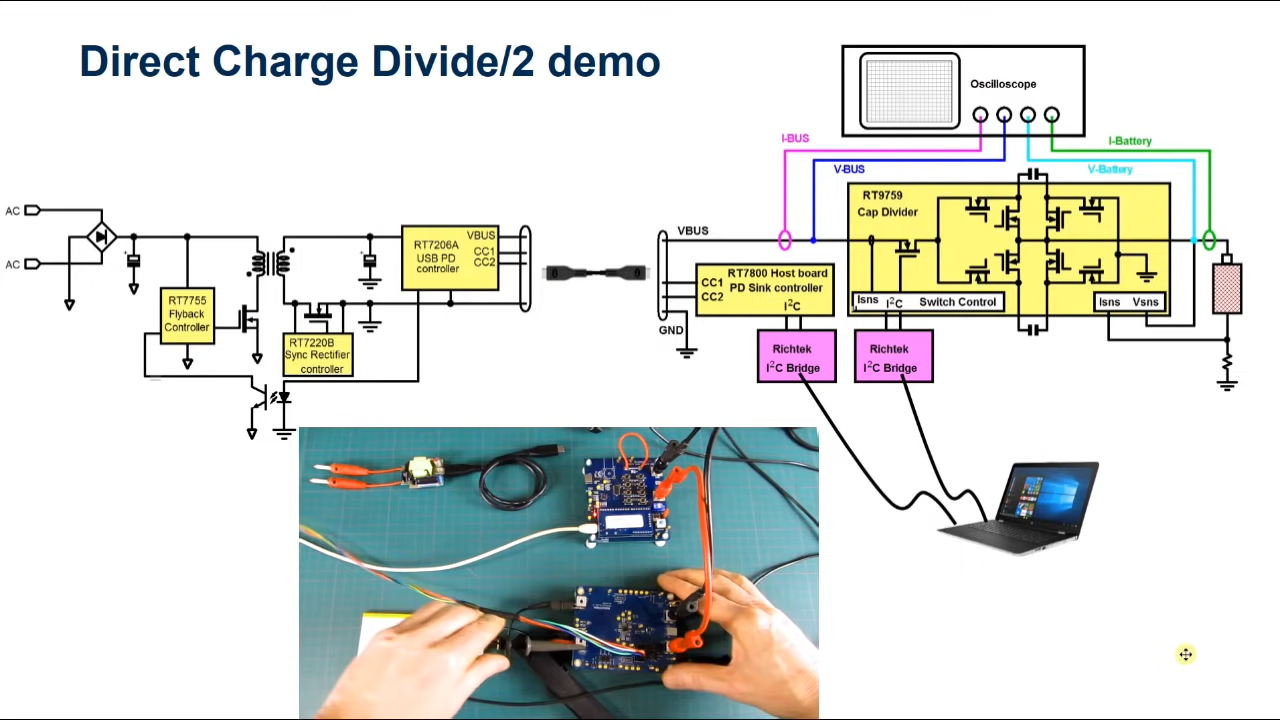 Direct Charge Divide/2 demo
Oscilloscope
I-BUS
I-Battery
V-BUS
V-Battery
RT9759
Cap Divider
AC
AC
RT7206A
USB PD
controller
VBUS
CC1
CC2
VBUS
RT7800 Host board
PD Sink controller
I²C
CC1
CC2
GND
Isns
I²C
Switch Control
Isns
Vsns
RT7755
Flyback
Controller
RT7220B
Sync Rectifier
controller
Richtek
I²C Bridge
Richtek
I²C Bridge